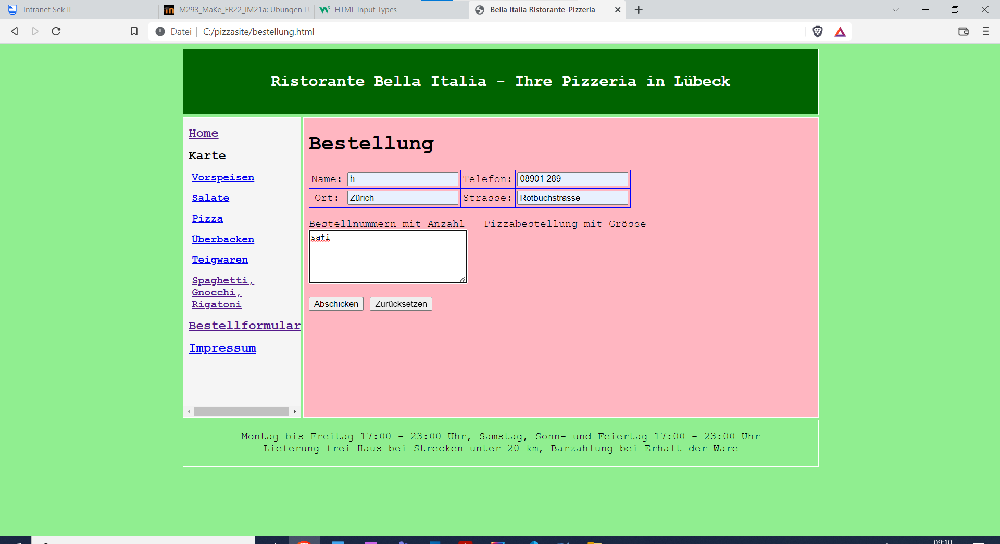 Intranet Sek II
M293_MaKe_FR22_IM21a: Übungen
HTML Input Types
Bella Italia Ristorante-Pizzeria
Datei
C:/pizzasite/bestellung.html
Ristorante Bella Italia - Ihre Pizzeria in Lübeck
Home
Karte
Vorspeisen
Salate
Pizza
Überbacken
Teigwaren
Spaghetti,
Gnocchi,
Rigatoni
Bestellformular
Impressum
Bestellung
Name: h Telefon: 08901 289
Ort: Zürich Strasse: Rotbuchstrasse
Bestellnummern mit Anzahl - Pizzabestellung mit Grösse
safi
Abschicken Zurücksetzen
Montag bis Freitag 17:00 - 23:00 Uhr, Samstag, Sonn- und Feiertag 17:00 - 23:00 Uhr
Lieferung frei Haus bei Strecken unter 20 km, Barzahlung bei Erhalt der Ware
09:10